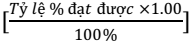 [Tỷ lệ % đạt được ×1.00
100%]